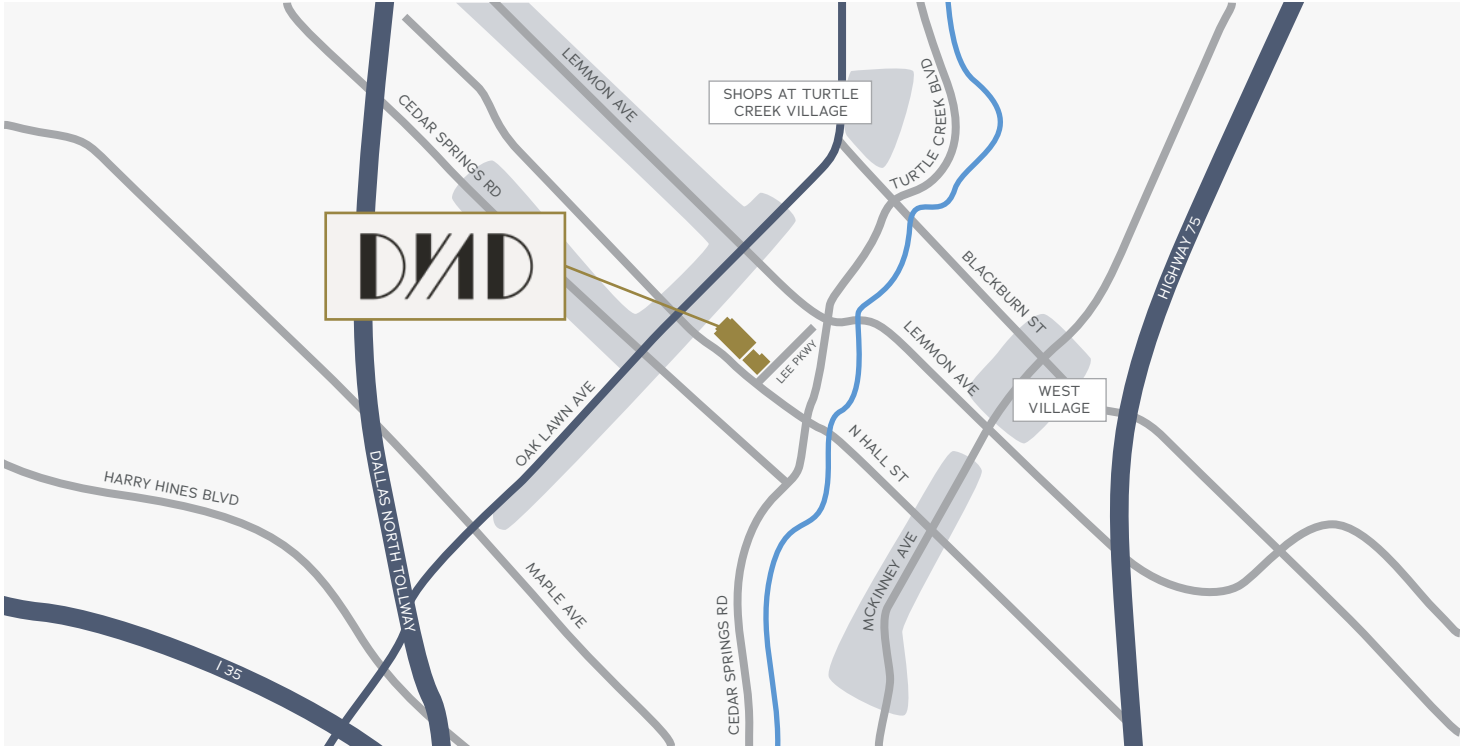 LEMMON AVE
SHOPS AT TURTLE
CREEK VILLAGE
TURTLE CREEK BLVD
CEDAR SPRINGS RD
DYAD
HIGHWAY 75
BLACKBURN ST
LEMMON AVE
LEE PKWY
WEST
VILLAGE
OAK LAWN AVE
N HALL ST
HARRY HINES BLVD
DALLAS NORTH TOLLWAY
MAPLE AVE
MCKINNEY AVE
CEDAR SPRINGS RD
I 35